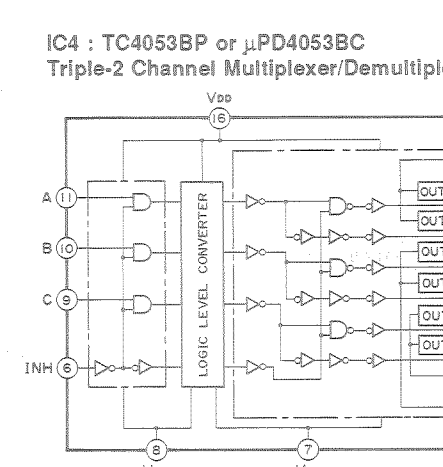 IC4 : TC4053BP or µPD4053BC
Triple-2 Channel Multiplexer/Demultiple
VDD
16
A 11
B 10
C 9
INH 6
LOGIC LEVEL CONVERTER
OUT
OUT
OUT
OUT
OUT
OUT
8
7